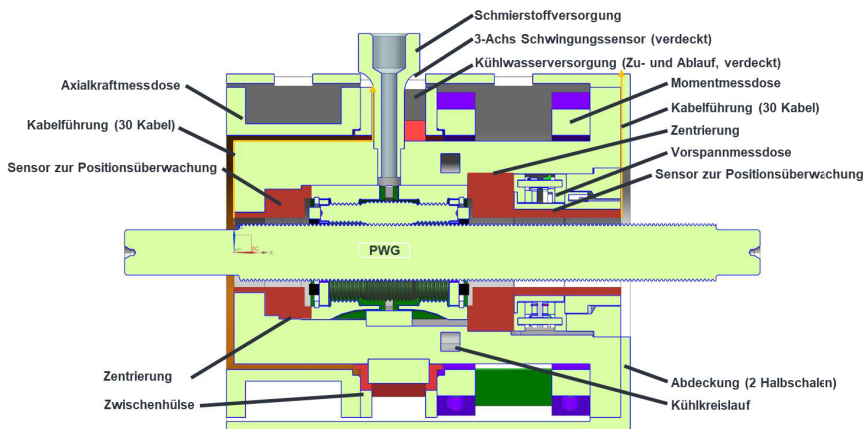 Schmierstoffversorgung
3-Achs Schwingungssensor (verdeckt)
Kühlwasserversorgung (Zu- und Ablauf, verdeckt)
Axialkraftmessdose
Momentmessdose
Kabelführung (30 Kabel)
Kabelführung (30 Kabel)
Zentrierung
Sensor zur Positionsüberwachung
Vorspannmessdose
Sensor zur Positionsüberwachung
PWG
XC
X
Zentrierung
Zwischenhülse
Abdeckung (2 Halbschalen)
Kühlkreislauf